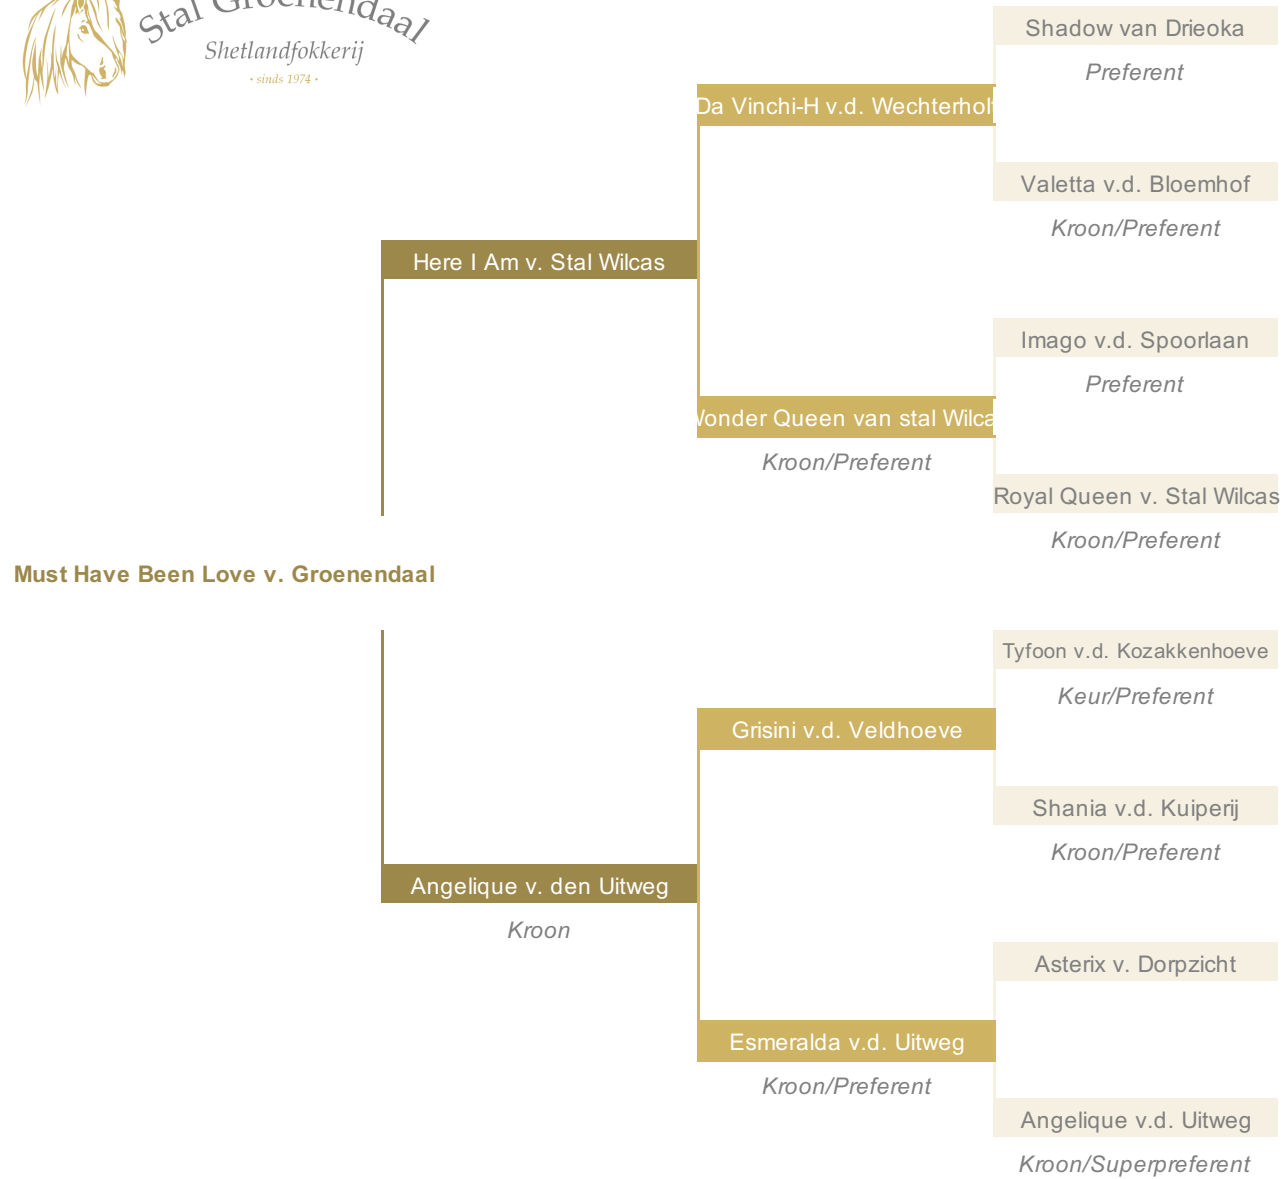 Stal Groenendaal
Shetlandfokkerij
• sinds 1974 •
Shadow van Drieoka
Preferent
Da Vinchi-H v.d. Wechterholt
Valetta v.d. Bloemhof
Kroon/Preferent
Here I Am v. Stal Wilcas
Imago v.d. Spoorlaan
Preferent
Wonder Queen van stal Wilca
Kroon/Preferent
Royal Queen v. Stal Wilcas
Kroon/Preferent
Must Have Been Love v. Groenendaal
Tyfoon v.d. Kozakkenhoeve
Keur/Preferent
Grisini v.d. Veldhoeve
Shania v.d. Kuiperij
Kroon/Preferent
Angelique v. den Uitweg
Kroon
Asterix v. Dorpzicht
Esmeralda v.d. Uitweg
Kroon/Preferent
Angelique v.d. Uitweg
Kroon/Superpreferent